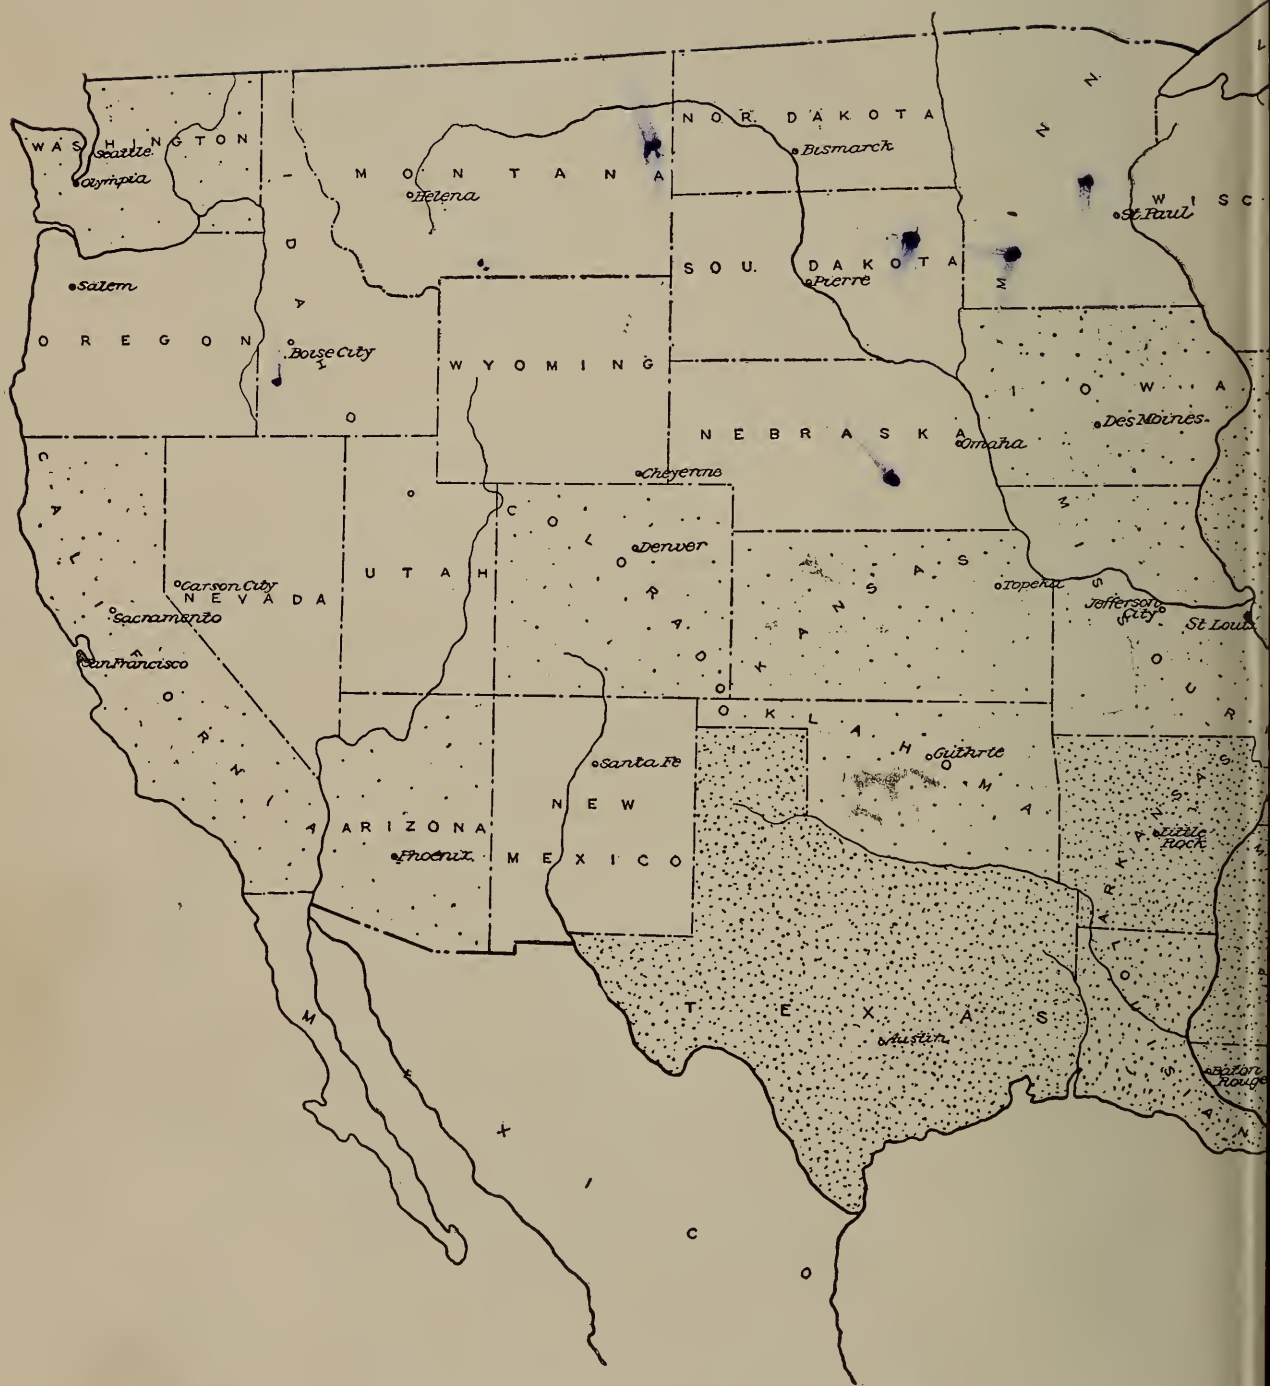 WASHINGTON
Seattle
Olympia
MONTANA
Helena
NOR. DAKOTA
Bismarck
MINN
St. Paul
WISC
SOU. DAKOTA
Pierre
IDAHO
Boise City
Salem
OREGON
WYOMING
Cheyenne
NEBRASKA
Omaha
IOWA
Des Moines
CALIFORNIA
Sacramento
San Francisco
Carson City
NEVADA
UTAH
COLORADO
Denver
KANSAS
Topeka
MISSOUR
Jefferson
City
St Louis
ARIZONA
Phoenix
NEW
MEXICO
Santa Fe
OKLAHOMA
Guthrie
ARKANSAS
Little
Rock
TEXAS
Austin
LOUISIAN
Baton
Rouge
MEXICO